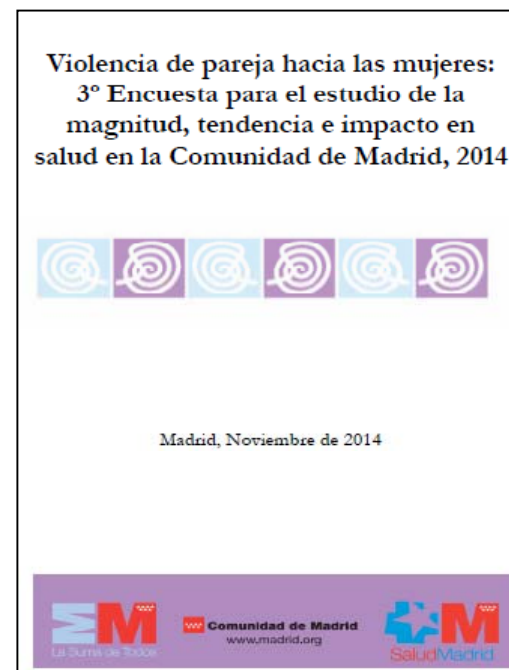 Violencia de pareja hacia las mujeres:
3º Encuesta para el estudio de la
magnitud, tendencia e impacto en
salud en la Comunidad de Madrid, 2014
Madrid, Noviembre de 2014
La Suma de Todos
Comunidad de Madrid
www.madrid.org
SaludMadrid